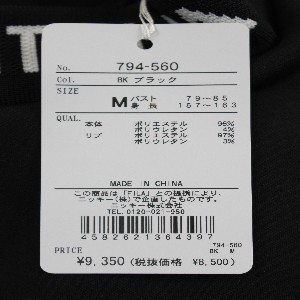 No. 794-560
Col. BK ブラック
SIZE
M バスト 79〜85
身長 157〜163
QUAL.
本体 ポリエステル 96%
ポリウレタン 4%
リブ ポリエステル 97%
ポリウレタン 3%
MADE IN CHINA
この商品は「FILA」との提携により、
ニッキー(株)で企画したものです。
ニッキー株式会社
TEL. 0120-021-950
4582621364397
794-560
BK M
PRICE
¥9,350(税抜価格 ¥8,500)